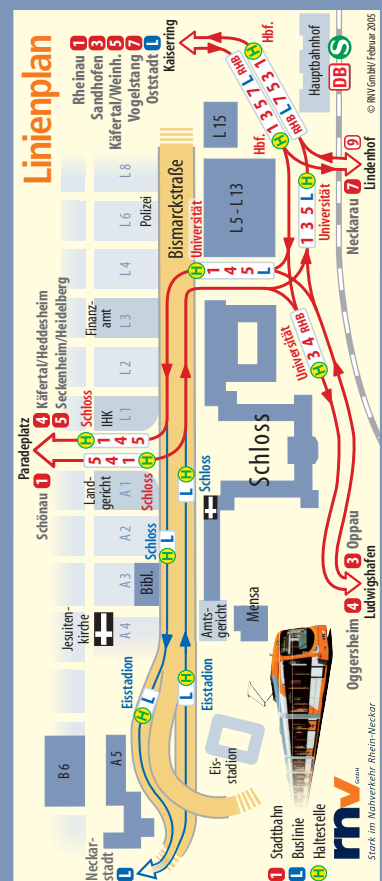 Linienplan
Rheinau 1
Sandhofen 3
Käfertal/Weinh. 5
Vogelstang 7
Oststadt L
Kaiserring
Hbf.
H
1 3 5 7 L RHB
RHB L 7 5 3 1
H
Hbf.
Hauptbahnhof
DB S
© RNV GmbH/ Februar 2005
9
Lindenhof
Neckarau 7
L 15
L 5 - L 13
L 8
L 6
Polizei
L 4
L 3
Finanz-
amt
L 2
L 1
IHK
Bismarckstraße
Universität
H
1 4 5 L
1 3 5 L
H
Universität
Universität
H
3 4 RHB
4 Käfertal/Heddesheim
5 Seckenheim/Heidelberg
Paradeplatz
Schönau 1
Schloss
H
5 4 1
1 4 5
H
Schloss
Land-
gericht
A 1
A 2
A 3
Bibl.
A 4
Jesuiten-
kirche
Schloss
L H
Schloss
H L
Schloss
Amts-
gericht
Mensa
Oggersheim 4
3 Oppau
Ludwigshafen
Eisstadion
H L
L H
Eisstadion
Eis-
stadion
B 6
A 5
Neckar-
stadt
L
1 Stadtbahn
L Buslinie
H Haltestelle
rnv GmbH
Stark im Nahverkehr Rhein-Neckar